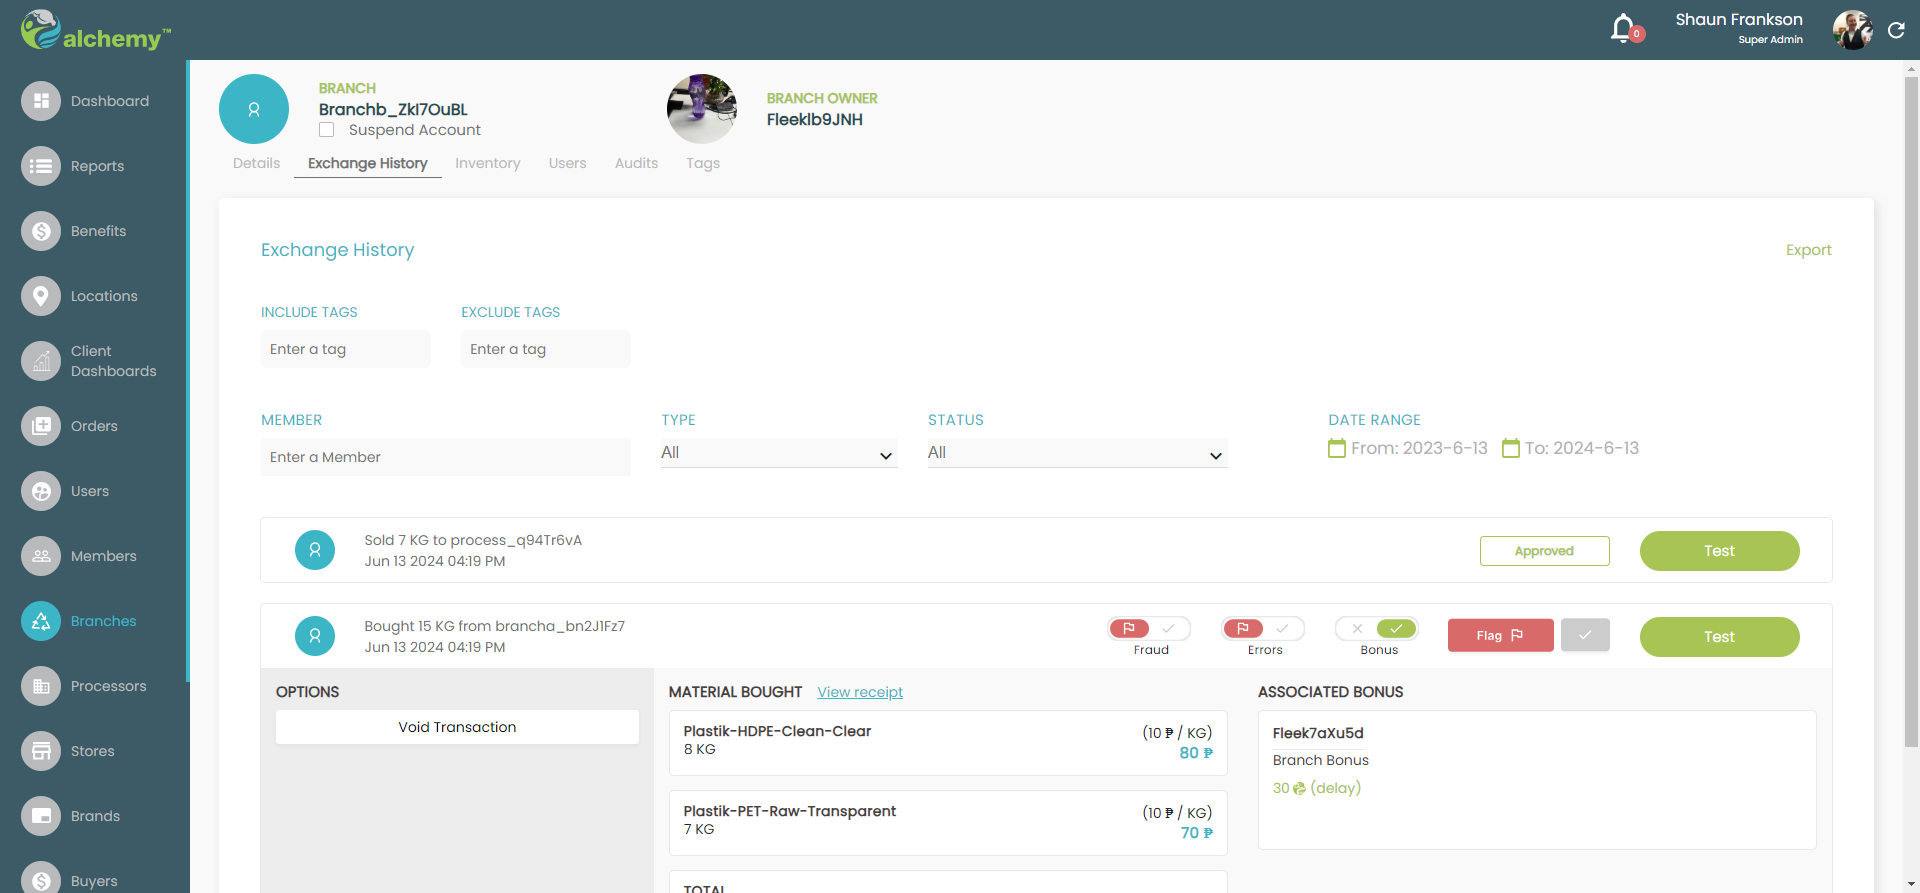 alchemy™
0
Shaun Frankson
Super Admin
Dashboard
Reports
Benefits
Locations
Client
Dashboards
Orders
Users
Members
Branches
Processors
Stores
Brands
Buyers
BRANCH
Branchb_ZkI7OuBL
Suspend Account
BRANCH OWNER
Fleeklb9JNH
Details
Exchange History
Inventory
Users
Audits
Tags
Exchange History
Export
INCLUDE TAGS
EXCLUDE TAGS
Enter a tag
Enter a tag
MEMBER
TYPE
STATUS
DATE RANGE
Enter a Member
All
All
From: 2023-6-13
To: 2024-6-13
Sold 7 KG to process_q94Tr6vA
Jun 13 2024 04:19 PM
Approved
Test
Bought 15 KG from brancha_bn2J1Fz7
Jun 13 2024 04:19 PM
Fraud
Errors
Bonus
Flag
Test
OPTIONS
Void Transaction
MATERIAL BOUGHT
View receipt
Plastik-HDPE-Clean-Clear
8 KG
(10 ₱ / KG)
80 ₱
Plastik-PET-Raw-Transparent
7 KG
(10 ₱ / KG)
70 ₱
TOTAL
ASSOCIATED BONUS
Fleek7aXu5d
Branch Bonus
30 (delay)